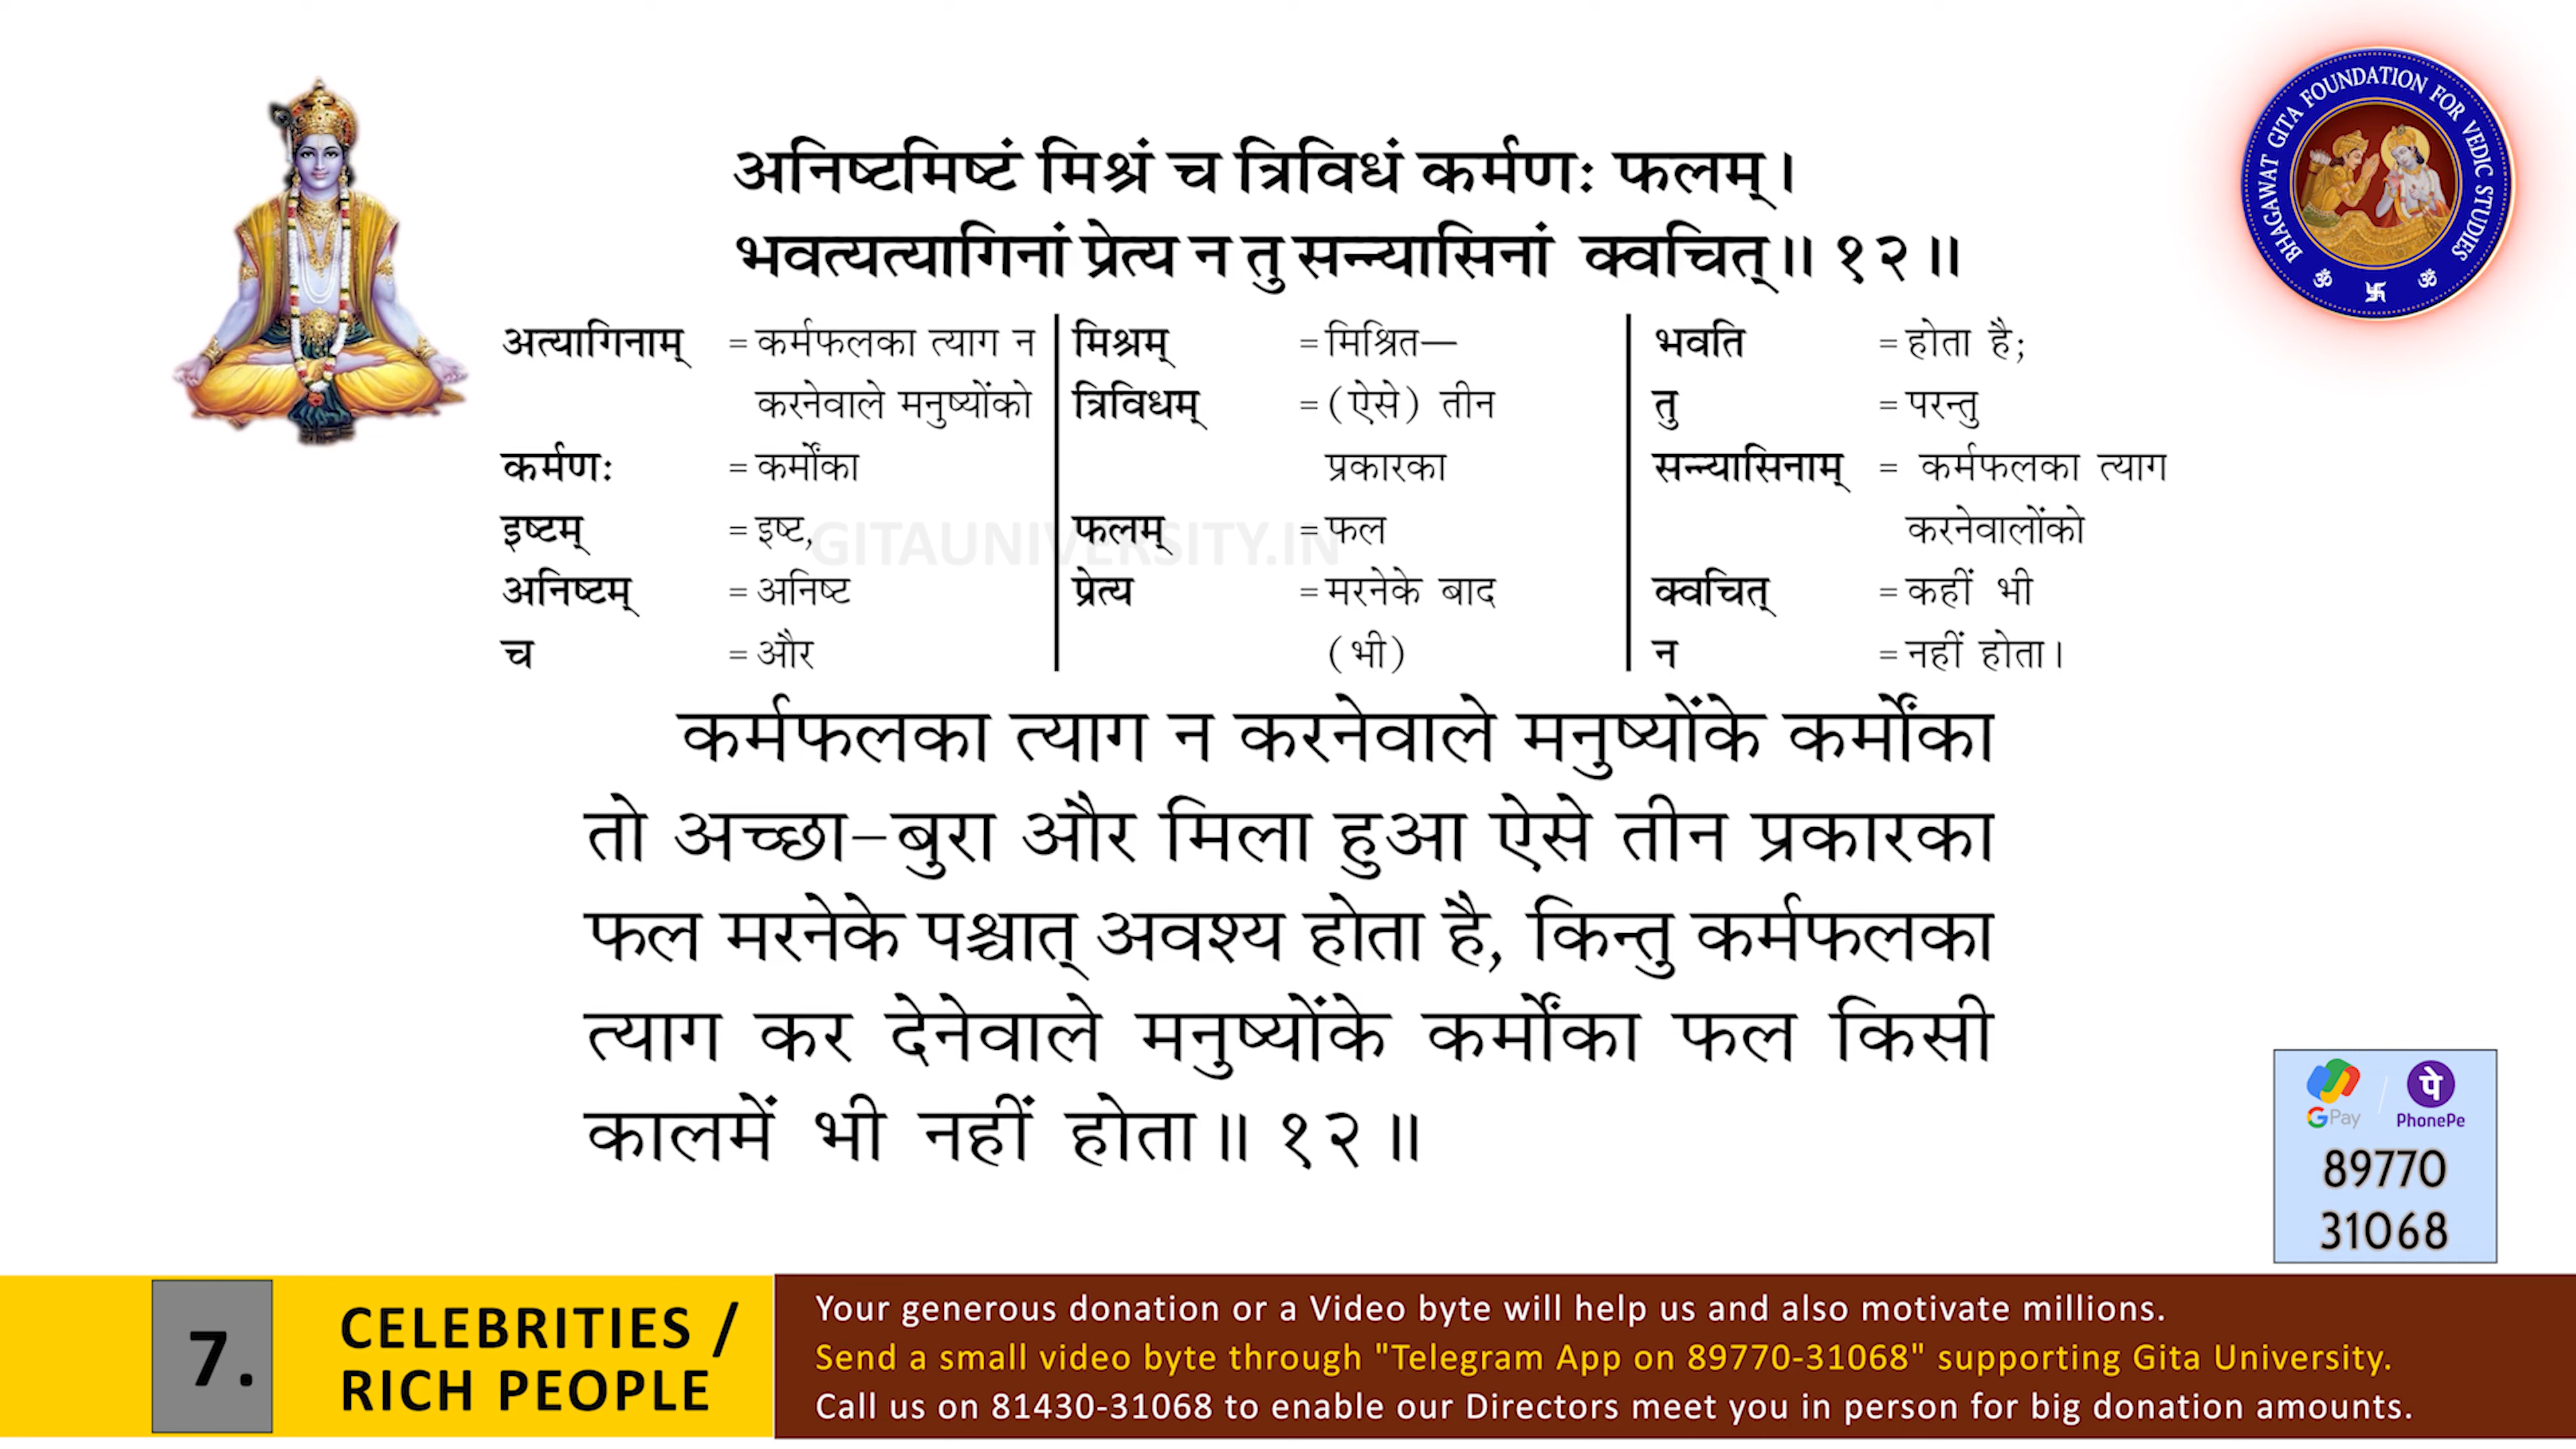 अनिष्टमिष्टं मिश्रं च त्रिविधं कर्मणः फलम्।
भवत्यत्यागिनां प्रेत्य न तु सन्न्यासिनां क्वचित्॥ १२॥
अत्यागिनाम् = कर्मफलका त्याग न
करनेवाले मनुष्योंको
कर्मणः = कर्मोंका
इष्टम् = इष्ट,
अनिष्टम् = अनिष्ट
च = और
मिश्रम् = मिश्रित—
त्रिविधम् = (ऐसे) तीन
प्रकारका
फलम् = फल
प्रेत्य = मरनेके बाद
(भी)
भवति = होता है;
तु = परन्तु
सन्न्यासिनाम् = कर्मफलका त्याग
करनेवालोंको
क्वचित् = कहीं भी
न = नहीं होता।
GITAUNIVERSITY.IN
कर्मफलका त्याग न करनेवाले मनुष्योंके कर्मोंका
तो अच्छा-बुरा और मिला हुआ ऐसे तीन प्रकारका
फल मरनेके पश्चात् अवश्य होता है, किन्तु कर्मफलका
त्याग कर देनेवाले मनुष्योंके कर्मोंका फल किसी
कालमें भी नहीं होता॥ १२॥
BHAGAWAT GITA FOUNDATION FOR VEDIC STUDIES
ॐ 卐 ॐ
GPay पे PhonePe
89770
31068
7.
CELEBRITIES /
RICH PEOPLE
Your generous donation or a Video byte will help us and also motivate millions.
Send a small video byte through "Telegram App on 89770-31068" supporting Gita University.
Call us on 81430-31068 to enable our Directors meet you in person for big donation amounts.